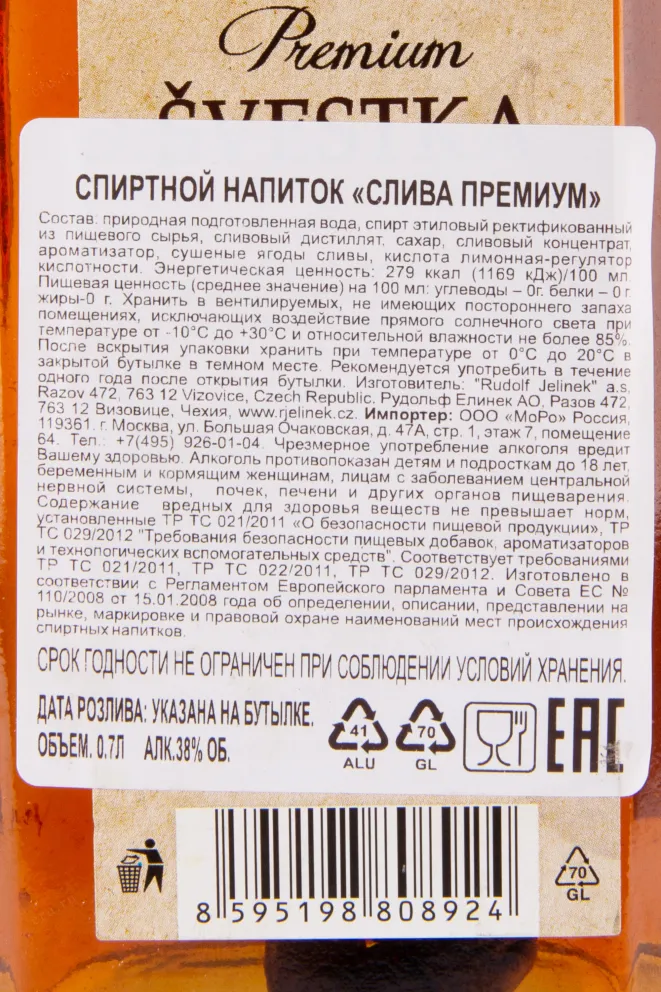 Premium
ŠVESTKA
СПИРТНОЙ НАПИТОК «СЛИВА ПРЕМИУМ»
Состав: природная подготовленная вода, спирт этиловый ректификованный
из пищевого сырья, сливовый дистиллят, сахар, сливовый концентрат,
ароматизатор, сушеные ягоды сливы, кислота лимонная-регулятор
кислотности. Энергетическая ценность: 279 ккал (1169 кДж)/100 мл.
Пищевая ценность (среднее значение) на 100 мл: углеводы – 0г. белки – 0 г.
жиры-0 г. Хранить в вентилируемых, не имеющих постороннего запаха
помещениях, исключающих воздействие прямого солнечного света при
температуре от -10°С до +30°С и относительной влажности не более 85%.
После вскрытия упаковки хранить при температуре от 0°С до 20°С в
закрытой бутылке в темном месте. Рекомендуется употребить в течение
одного года после открытия бутылки. Изготовитель: "Rudolf Jelinek" a.s,
Razov 472, 763 12 Vizovice, Czech Republic. Рудольф Елинек АО, Разов 472,
763 12 Визовице, Чехия, www.rjelinek.cz. Импортер: ООО «МоРо» Россия,
119361. г. Москва, ул. Большая Очаковская, д. 47А, стр. 1, этаж 7, помещение
64. Тел.: +7(495) 926-01-04. Чрезмерное употребление алкоголя вредит
Вашему здоровью. Алкоголь противопоказан детям и подросткам до 18 лет,
беременным и кормящим женщинам, лицам с заболеванием центральной
нервной системы, почек, печени и других органов пищеварения.
Содержание вредных для здоровья веществ не превышает норм,
установленные ТР ТС 021/2011 «О безопасности пищевой продукции», ТР
ТС 029/2012 "Требования безопасности пищевых добавок, ароматизаторов
и технологических вспомогательных средств". Соответствует требованиями
ТР ТС 021/2011, ТР ТС 022/2011, ТР ТС 029/2012. Изготовлено в
соответствии с Регламентом Европейского парламента и Совета ЕС №
110/2008 от 15.01.2008 года об определении, описании, представлении на
рынке, маркировке и правовой охране наименований мест происхождения
спиртных напитков.
СРОК ГОДНОСТИ НЕ ОГРАНИЧЕН ПРИ СОБЛЮДЕНИИ УСЛОВИЙ ХРАНЕНИЯ.
ДАТА РОЗЛИВА: УКАЗАНА НА БУТЫЛКЕ.
ОБЪЕМ. 0.7Л АЛК.38% ОБ.
41
ALU
70
GL
EAC
8 595198 808924
70
GL